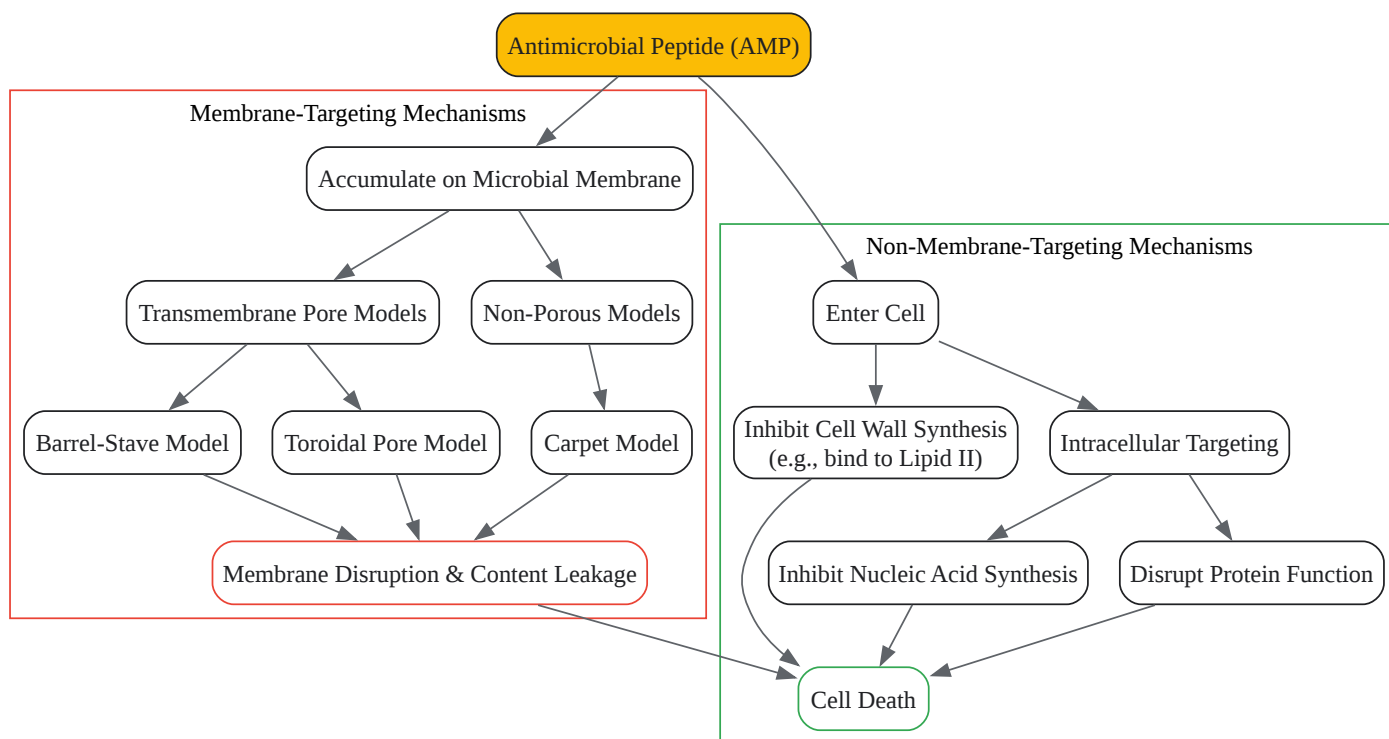 Antimicrobial Peptide (AMP)
Membrane-Targeting Mechanisms
Accumulate on Microbial Membrane
Non-Membrane-Targeting Mechanisms
Transmembrane Pore Models
Non-Porous Models
Enter Cell
Barrel-Stave Model
Toroidal Pore Model
Carpet Model
Inhibit Cell Wall Synthesis
(e.g., bind to Lipid II)
Intracellular Targeting
Membrane Disruption & Content Leakage
Inhibit Nucleic Acid Synthesis
Disrupt Protein Function
Cell Death